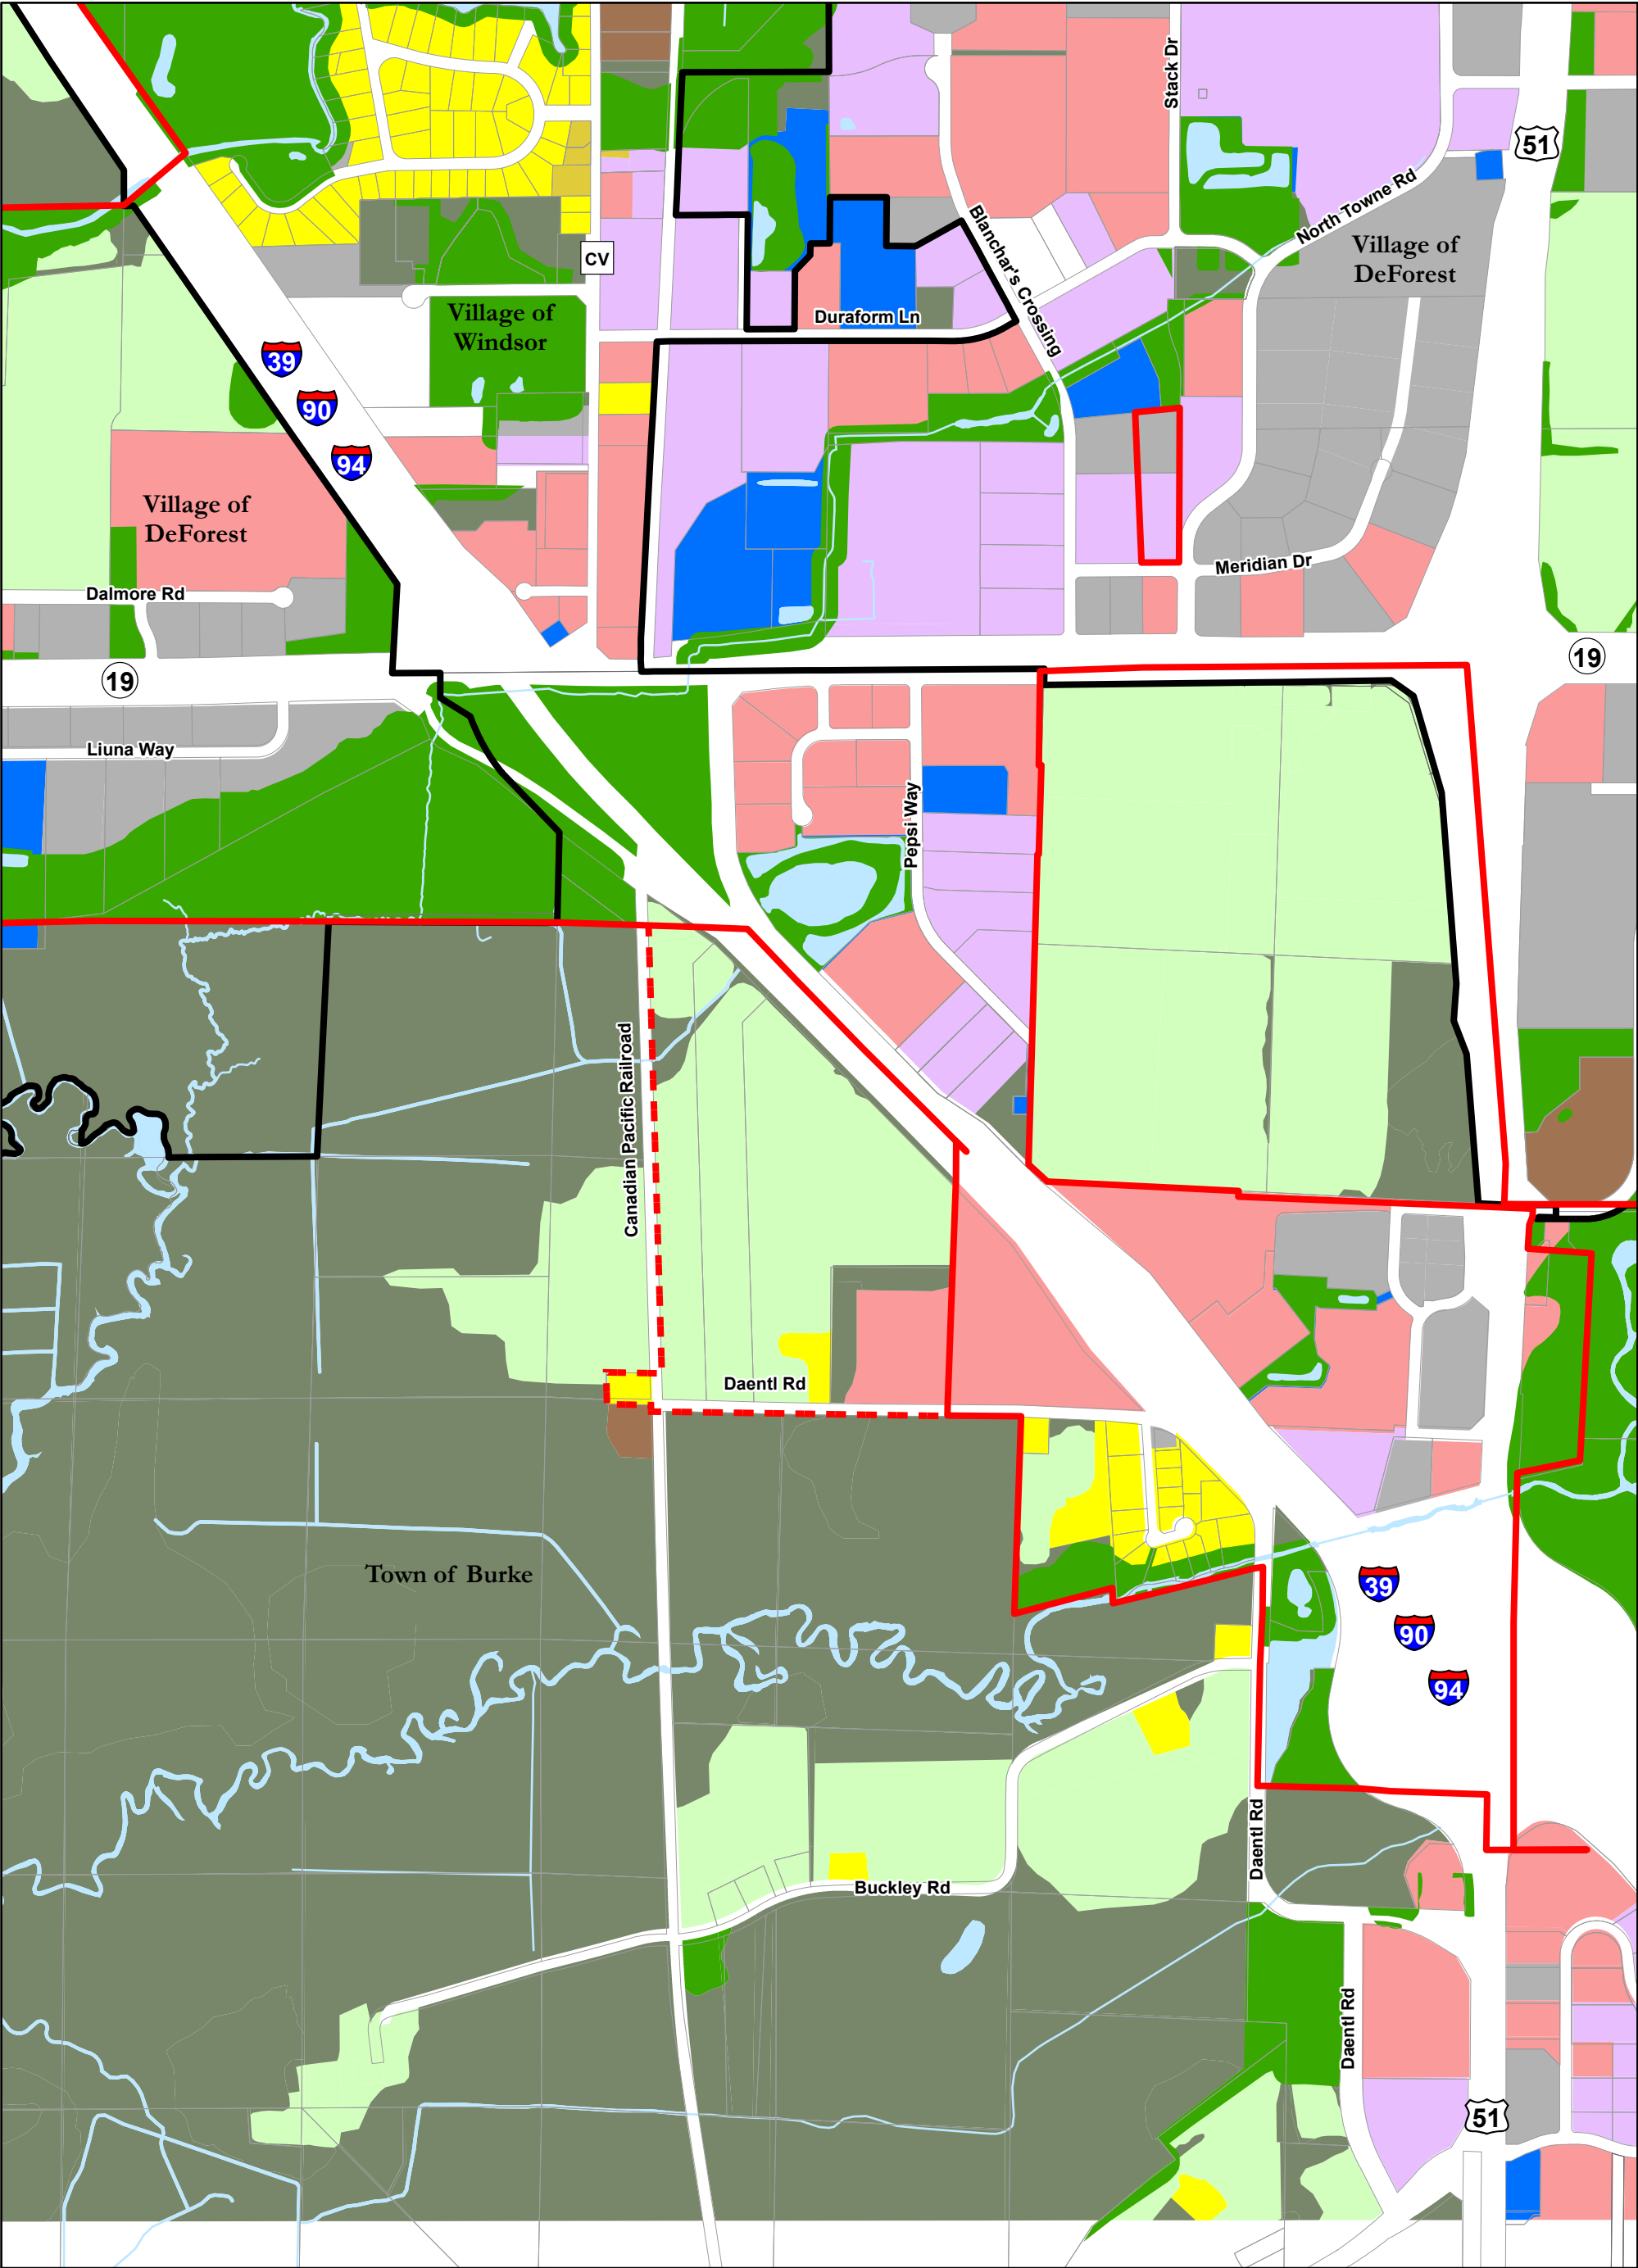 Stack Dr
51
North Towne Rd
Village of
DeForest
CV
Blanchar's Crossing
Village of
Windsor
Duraform Ln
39
90
94
Village of
DeForest
Meridian Dr
Dalmore Rd
19
19
Liuna Way
Pepsi Way
Canadian Pacific Railroad
Daentl Rd
Town of Burke
39
90
94
Daentl Rd
Buckley Rd
Daentl Rd
51